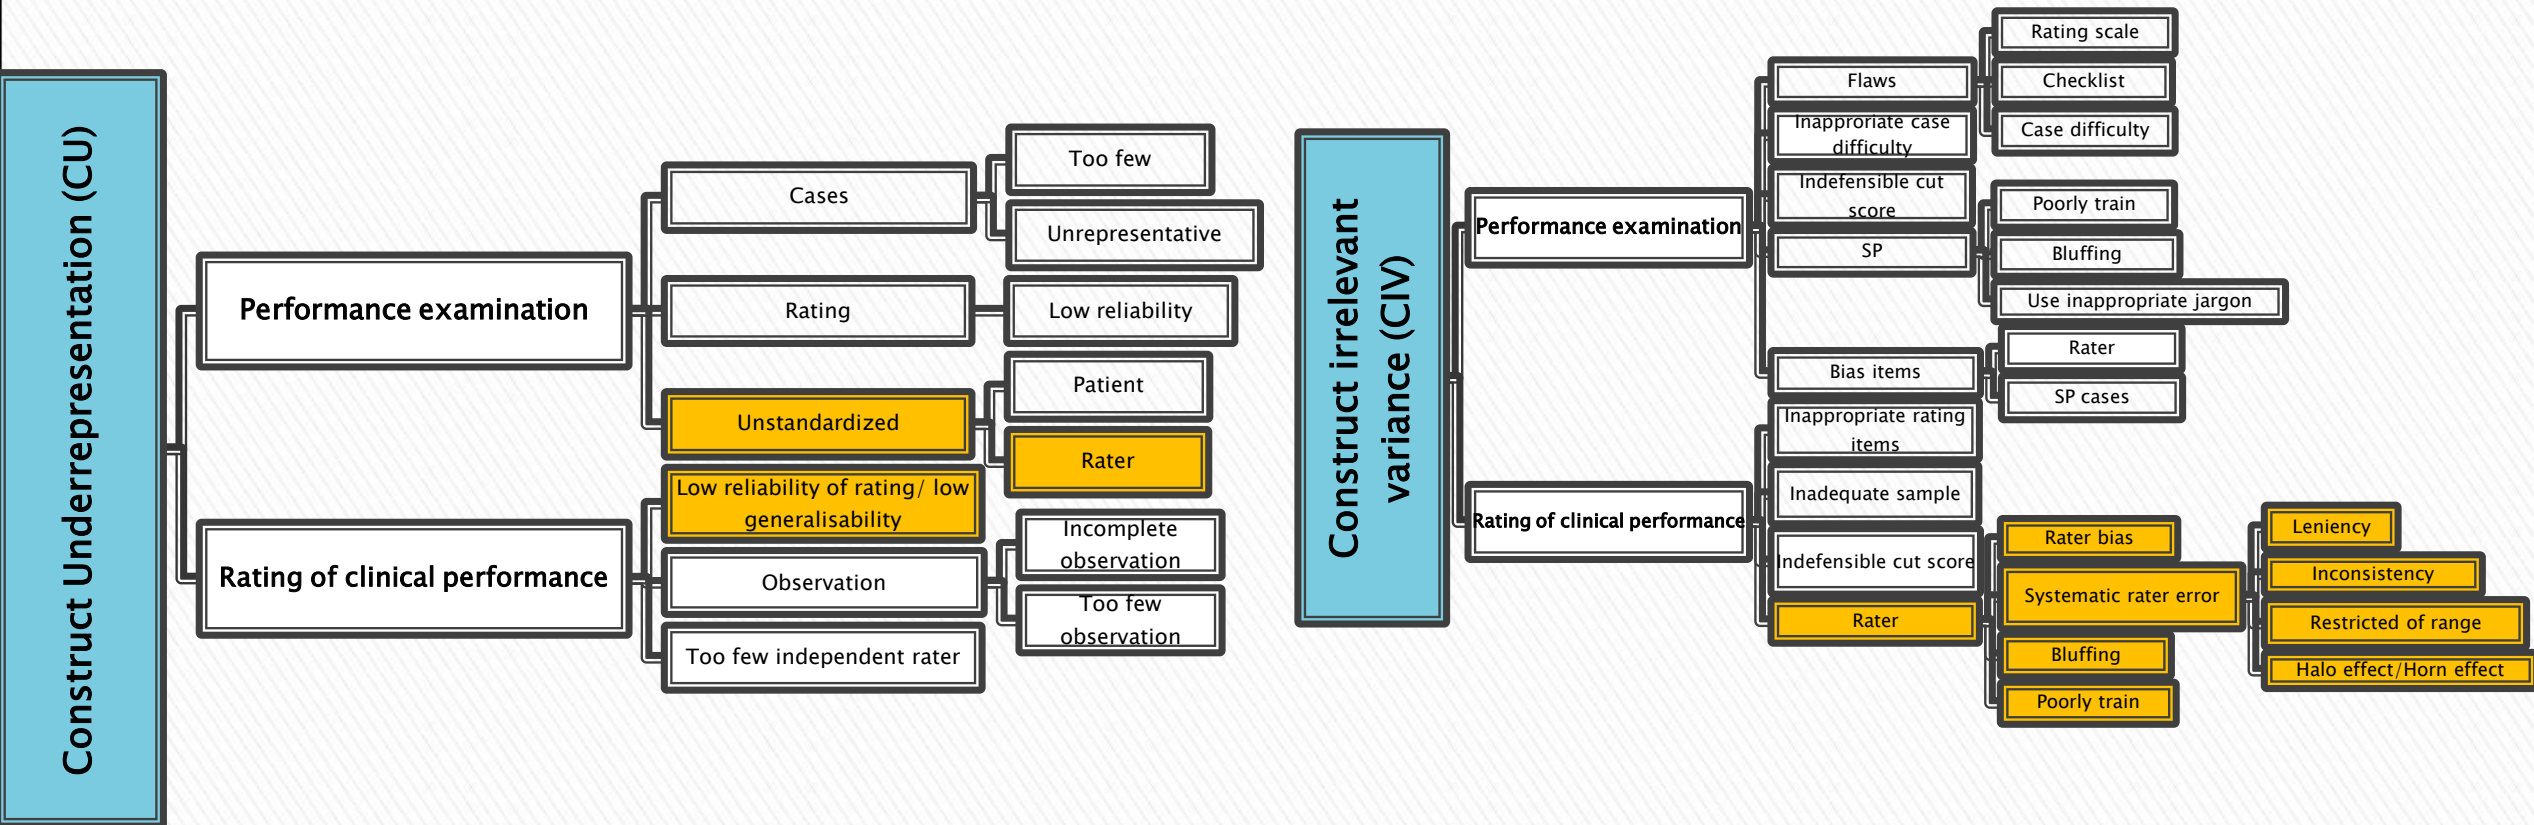 Construct Underrepresentation (CU)
Performance examination
Cases
Too few
Unrepresentative
Rating
Low reliability
Unstandardized
Patient
Rater
Rating of clinical performance
Low reliability of rating/ low
generalisability
Observation
Incomplete
observation
Too few
observation
Too few independent rater
Construct irrelevant
variance (CIV)
Performance examination
Flaws
Rating scale
Checklist
Case difficulty
Inapproriate case
difficulty
Indefensible cut
score
SP
Poorly train
Bluffing
Use inappropriate jargon
Bias items
Rater
SP cases
Rating of clinical performance
Inappropriate rating
items
Inadequate sample
Indefensible cut score
Rater
Rater bias
Systematic rater error
Leniency
Inconsistency
Restricted of range
Halo effect/Horn effect
Bluffing
Poorly train